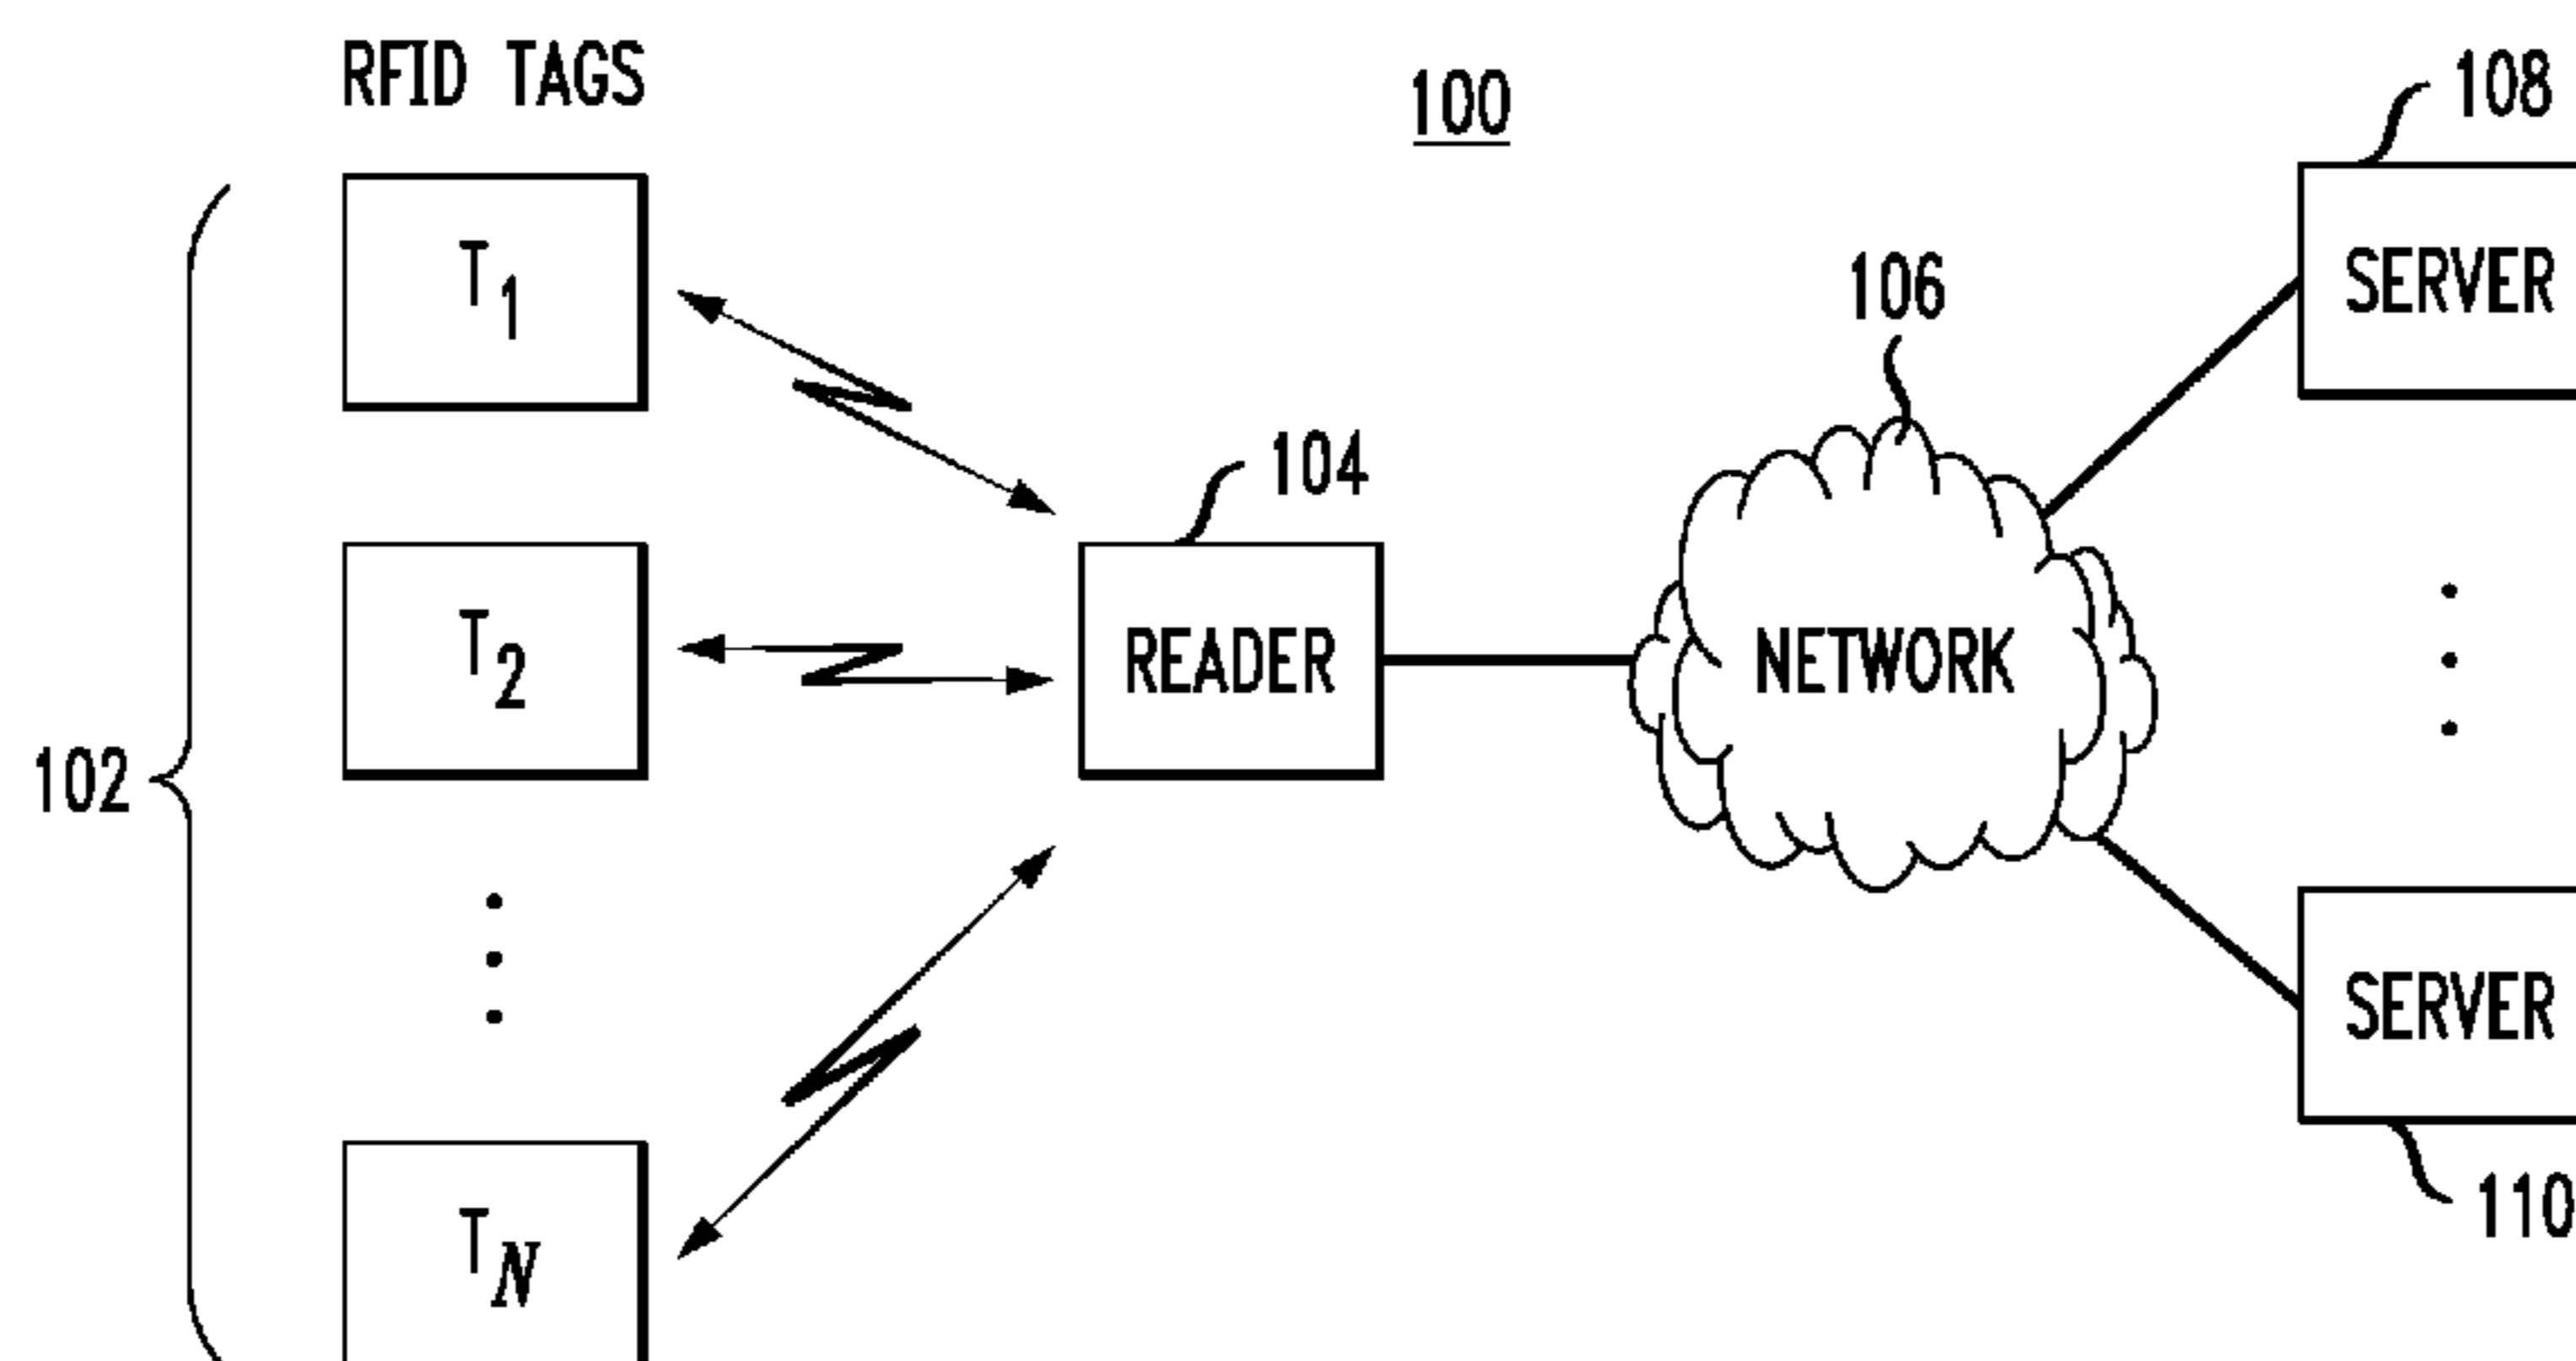 RFID TAGS
100
108
T1
SERVER
106
104
T2
READER
NETWORK
102
SERVER
110
TN